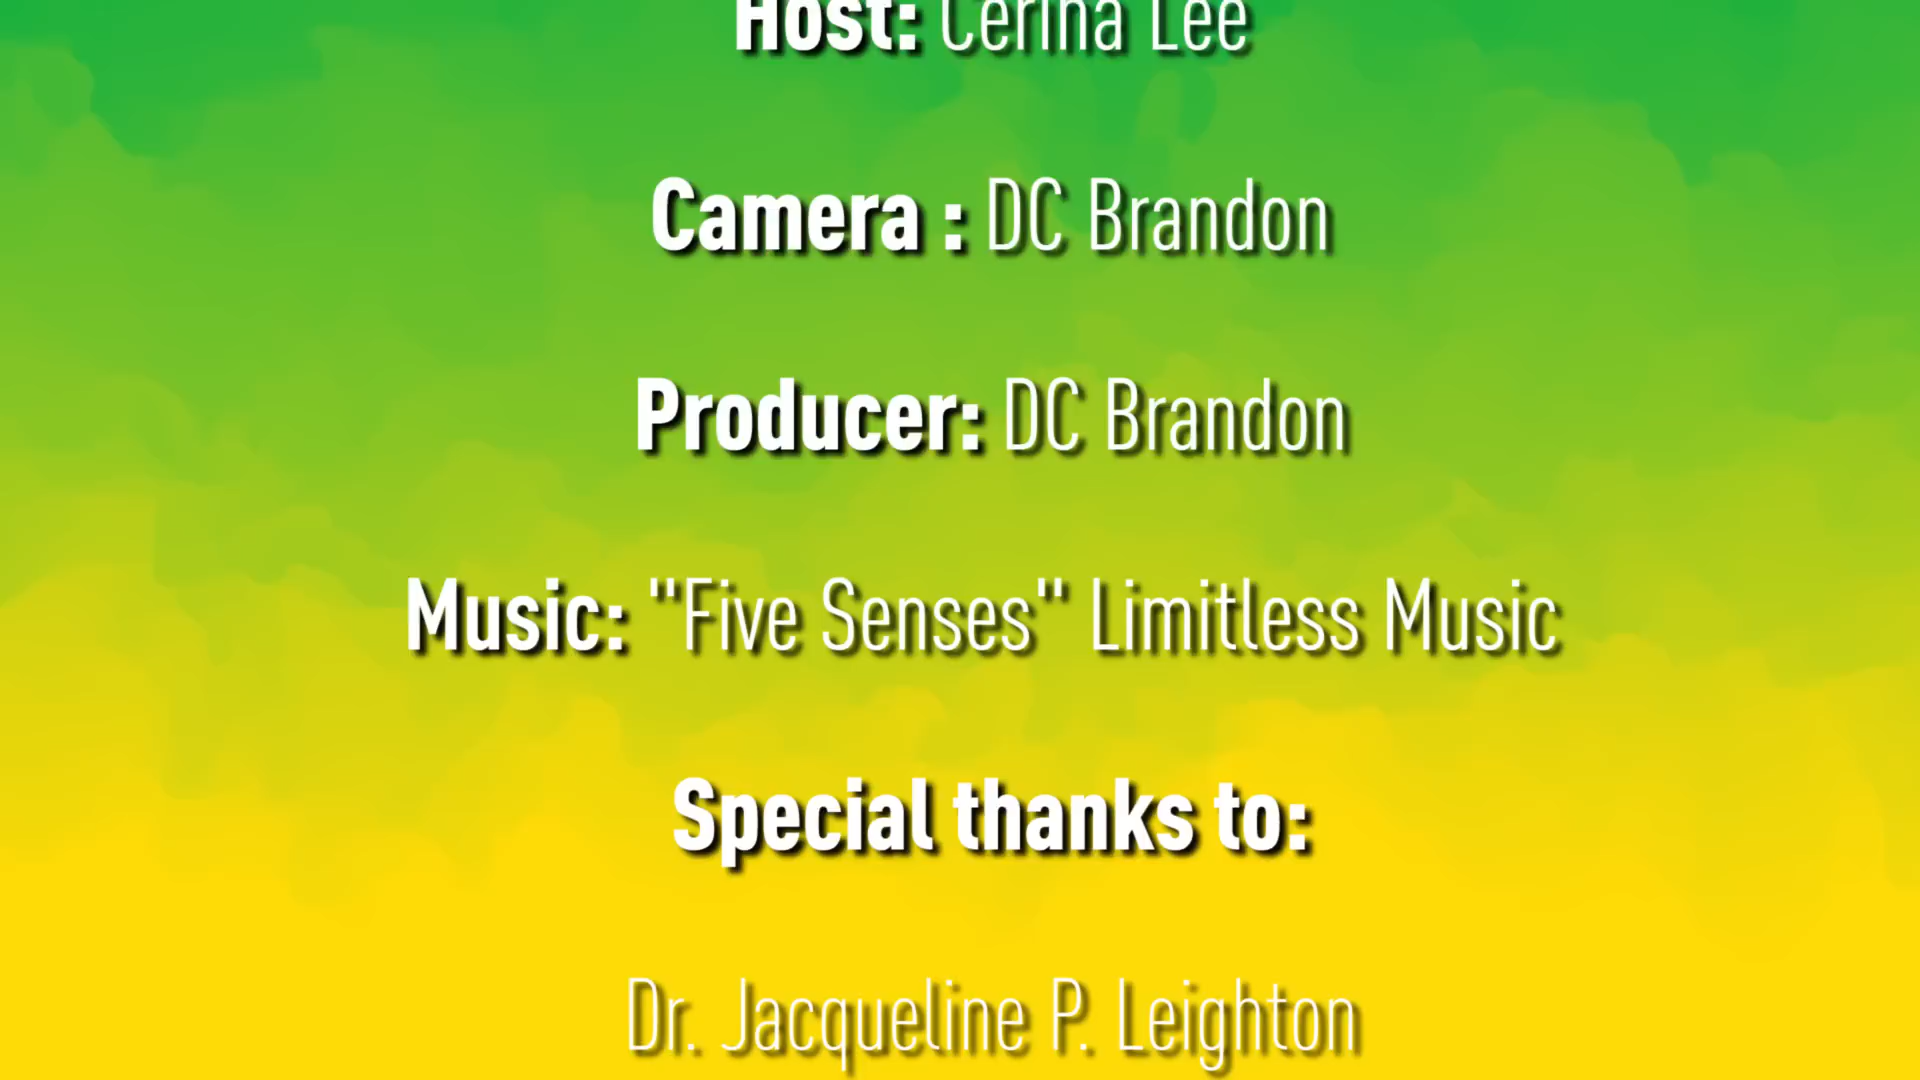 Host: Cerina Lee
Camera : DC Brandon
Producer: DC Brandon
Music: "Five Senses" Limitless Music
Special thanks to:
Dr. Jacqueline P. Leighton